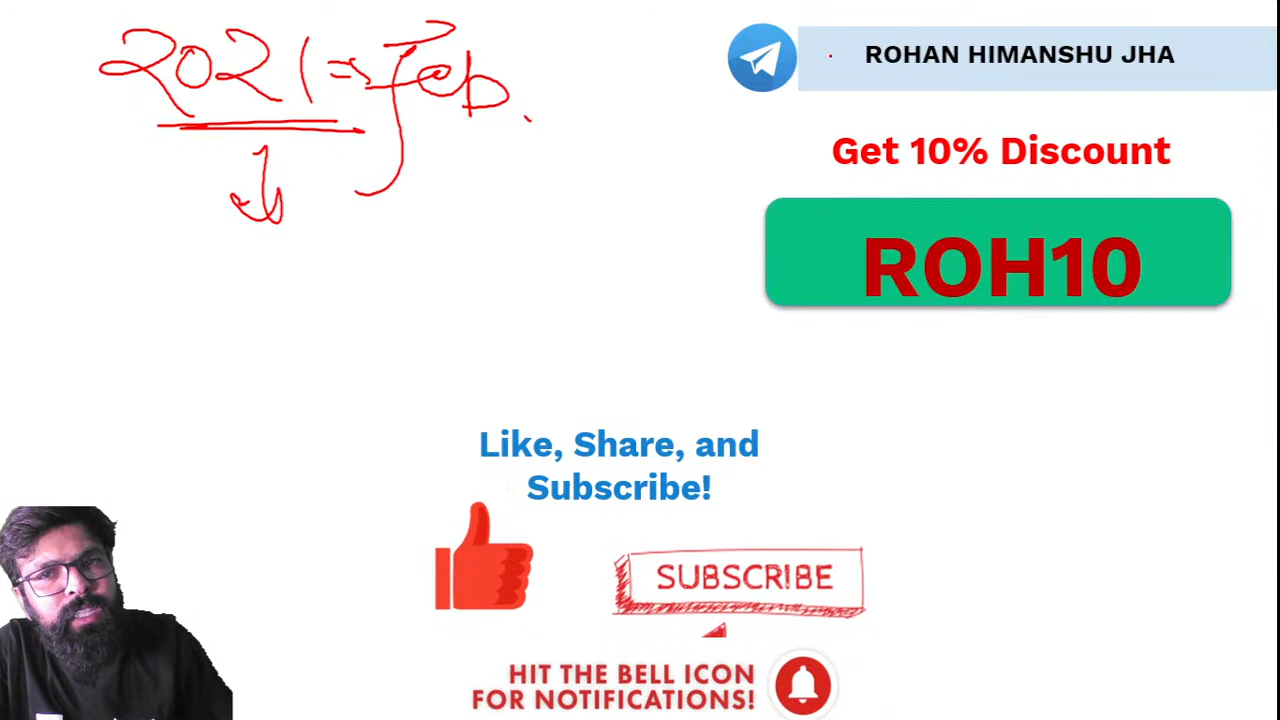 2021 => Feb.
ROHAN HIMANSHU JHA
Get 10% Discount
ROH10
Like, Share, and
Subscribe!
SUBSCRIBE
HIT THE BELL ICON
FOR NOTIFICATIONS!